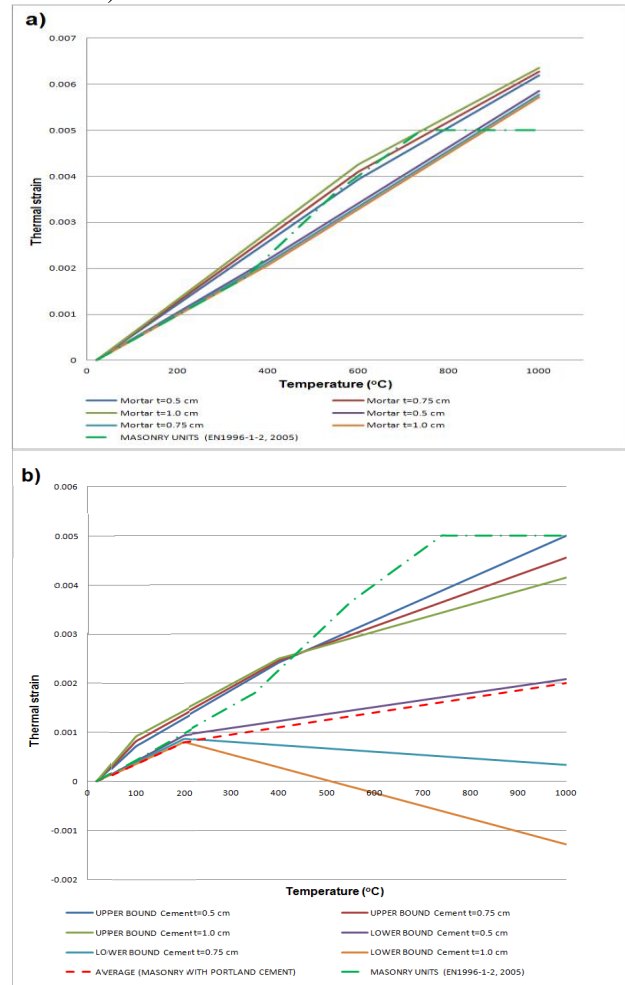 )
a)
0.007
0.006
0.005
0.004
0.003
0.002
0.001
0
Thermal strain
0 200 400 600 800 1000
Temperature (°C)
Mortar t=0.5 cm Mortar t=0.75 cm
Mortar t=1.0 cm Mortar t=0.5 cm
Mortar t=0.75 cm Mortar t=1.0 cm
MASONRY UNITS (EN1996-1-2, 2005)
b)
0.006
0.005
0.004
0.003
0.002
0.001
0
-0.001
-0.002
Thermal strain
0 100 200 300 400 500 600 700 800 900 1000
Temperature (°C)
UPPER BOUND Cement t=0.5 cm UPPER BOUND Cement t=0.75 cm
UPPER BOUND Cement t=1.0 cm LOWER BOUND Cement t=0.5 cm
LOWER BOUND Cement t=0.75 cm LOWER BOUND Cement t=1.0 cm
AVERAGE (MASONRY WITH PORTLAND CEMENT) MASONRY UNITS (EN1996-1-2, 2005)